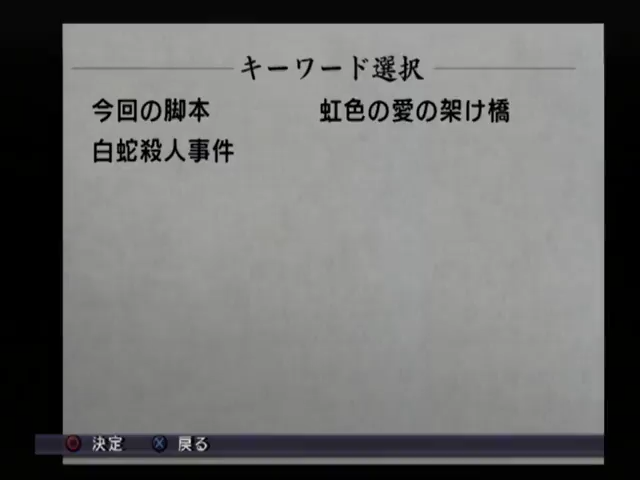 キーワード選択
今回の脚本 虹色の愛の架け橋
白蛇殺人事件
決定 戻る